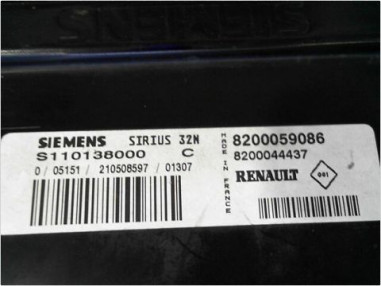 SIEMENS SIRIUS 32N
S110138000 C
0 / 05151 / 210508597 / 01307
MADE IN FRANCE
8200059086
8200044437
RENAULT